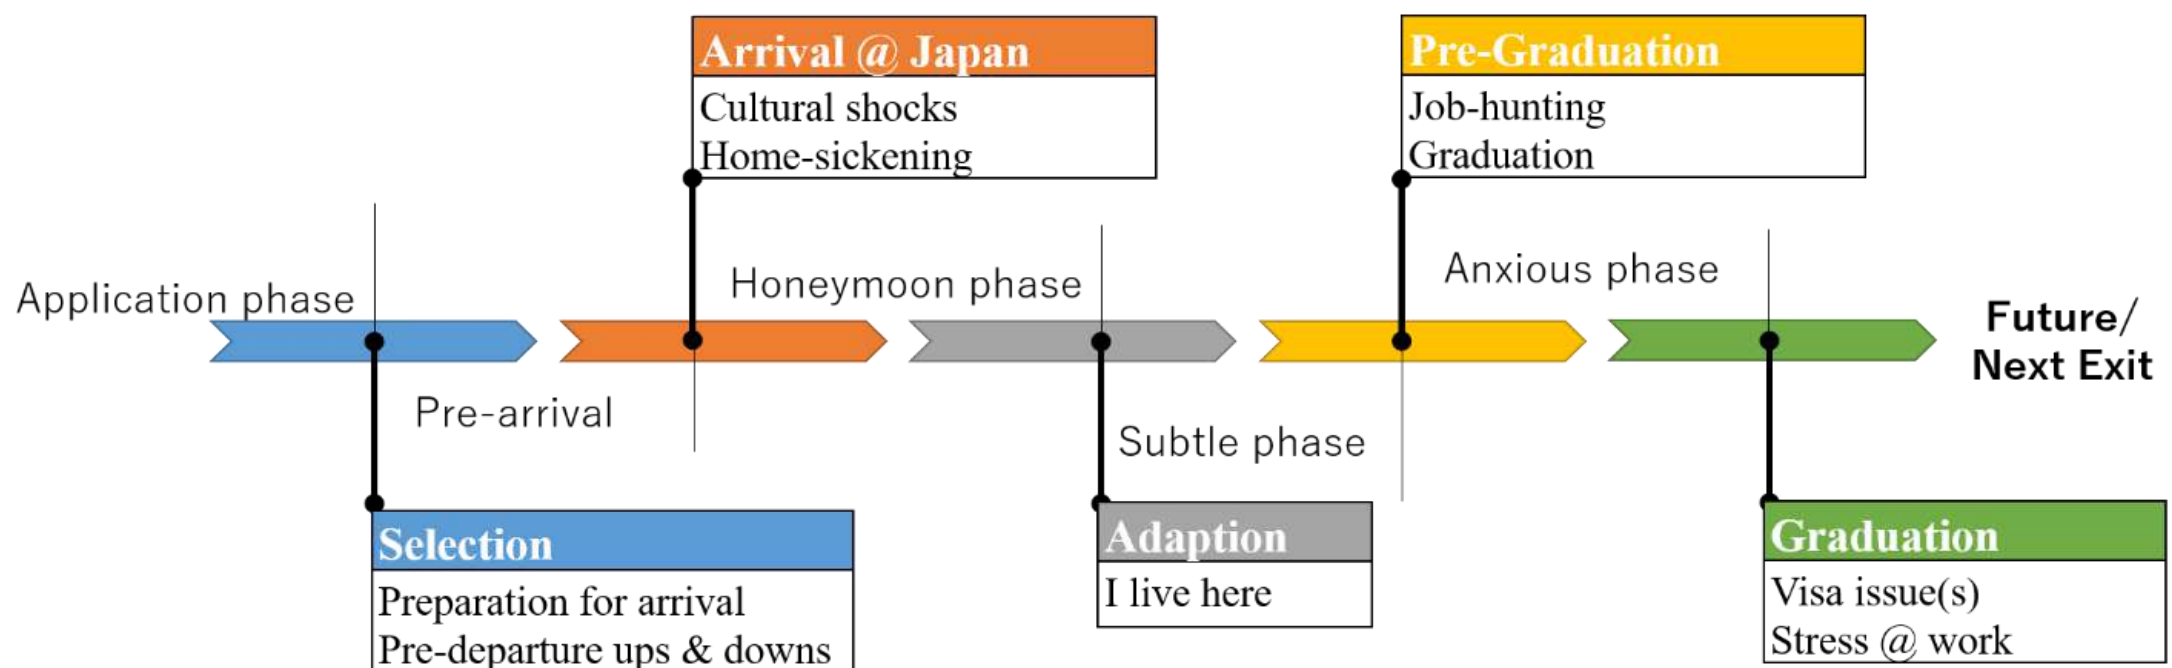 Arrival @ Japan
Cultural shocks
Home-sickening
Pre-Graduation
Job-hunting
Graduation
Application phase
Honeymoon phase
Anxious phase
Future/
Next Exit
Pre-arrival
Subtle phase
Selection
Preparation for arrival
Pre-departure ups & downs
Adaption
I live here
Graduation
Visa issue(s)
Stress @ work